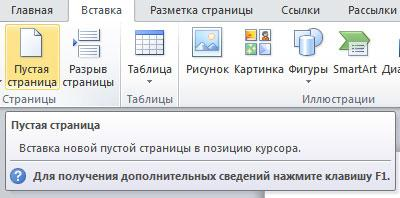 Главная Вставка Разметка страницы Ссылки Рассылки
Пустая страница
Разрыв страницы
Таблица
Рисунок Картинка Фигуры SmartArt
Страницы Таблицы Иллюстрации
Пустая страница
Вставка новой пустой страницы в позицию курсора.
Для получения дополнительных сведений нажмите клавишу F1.